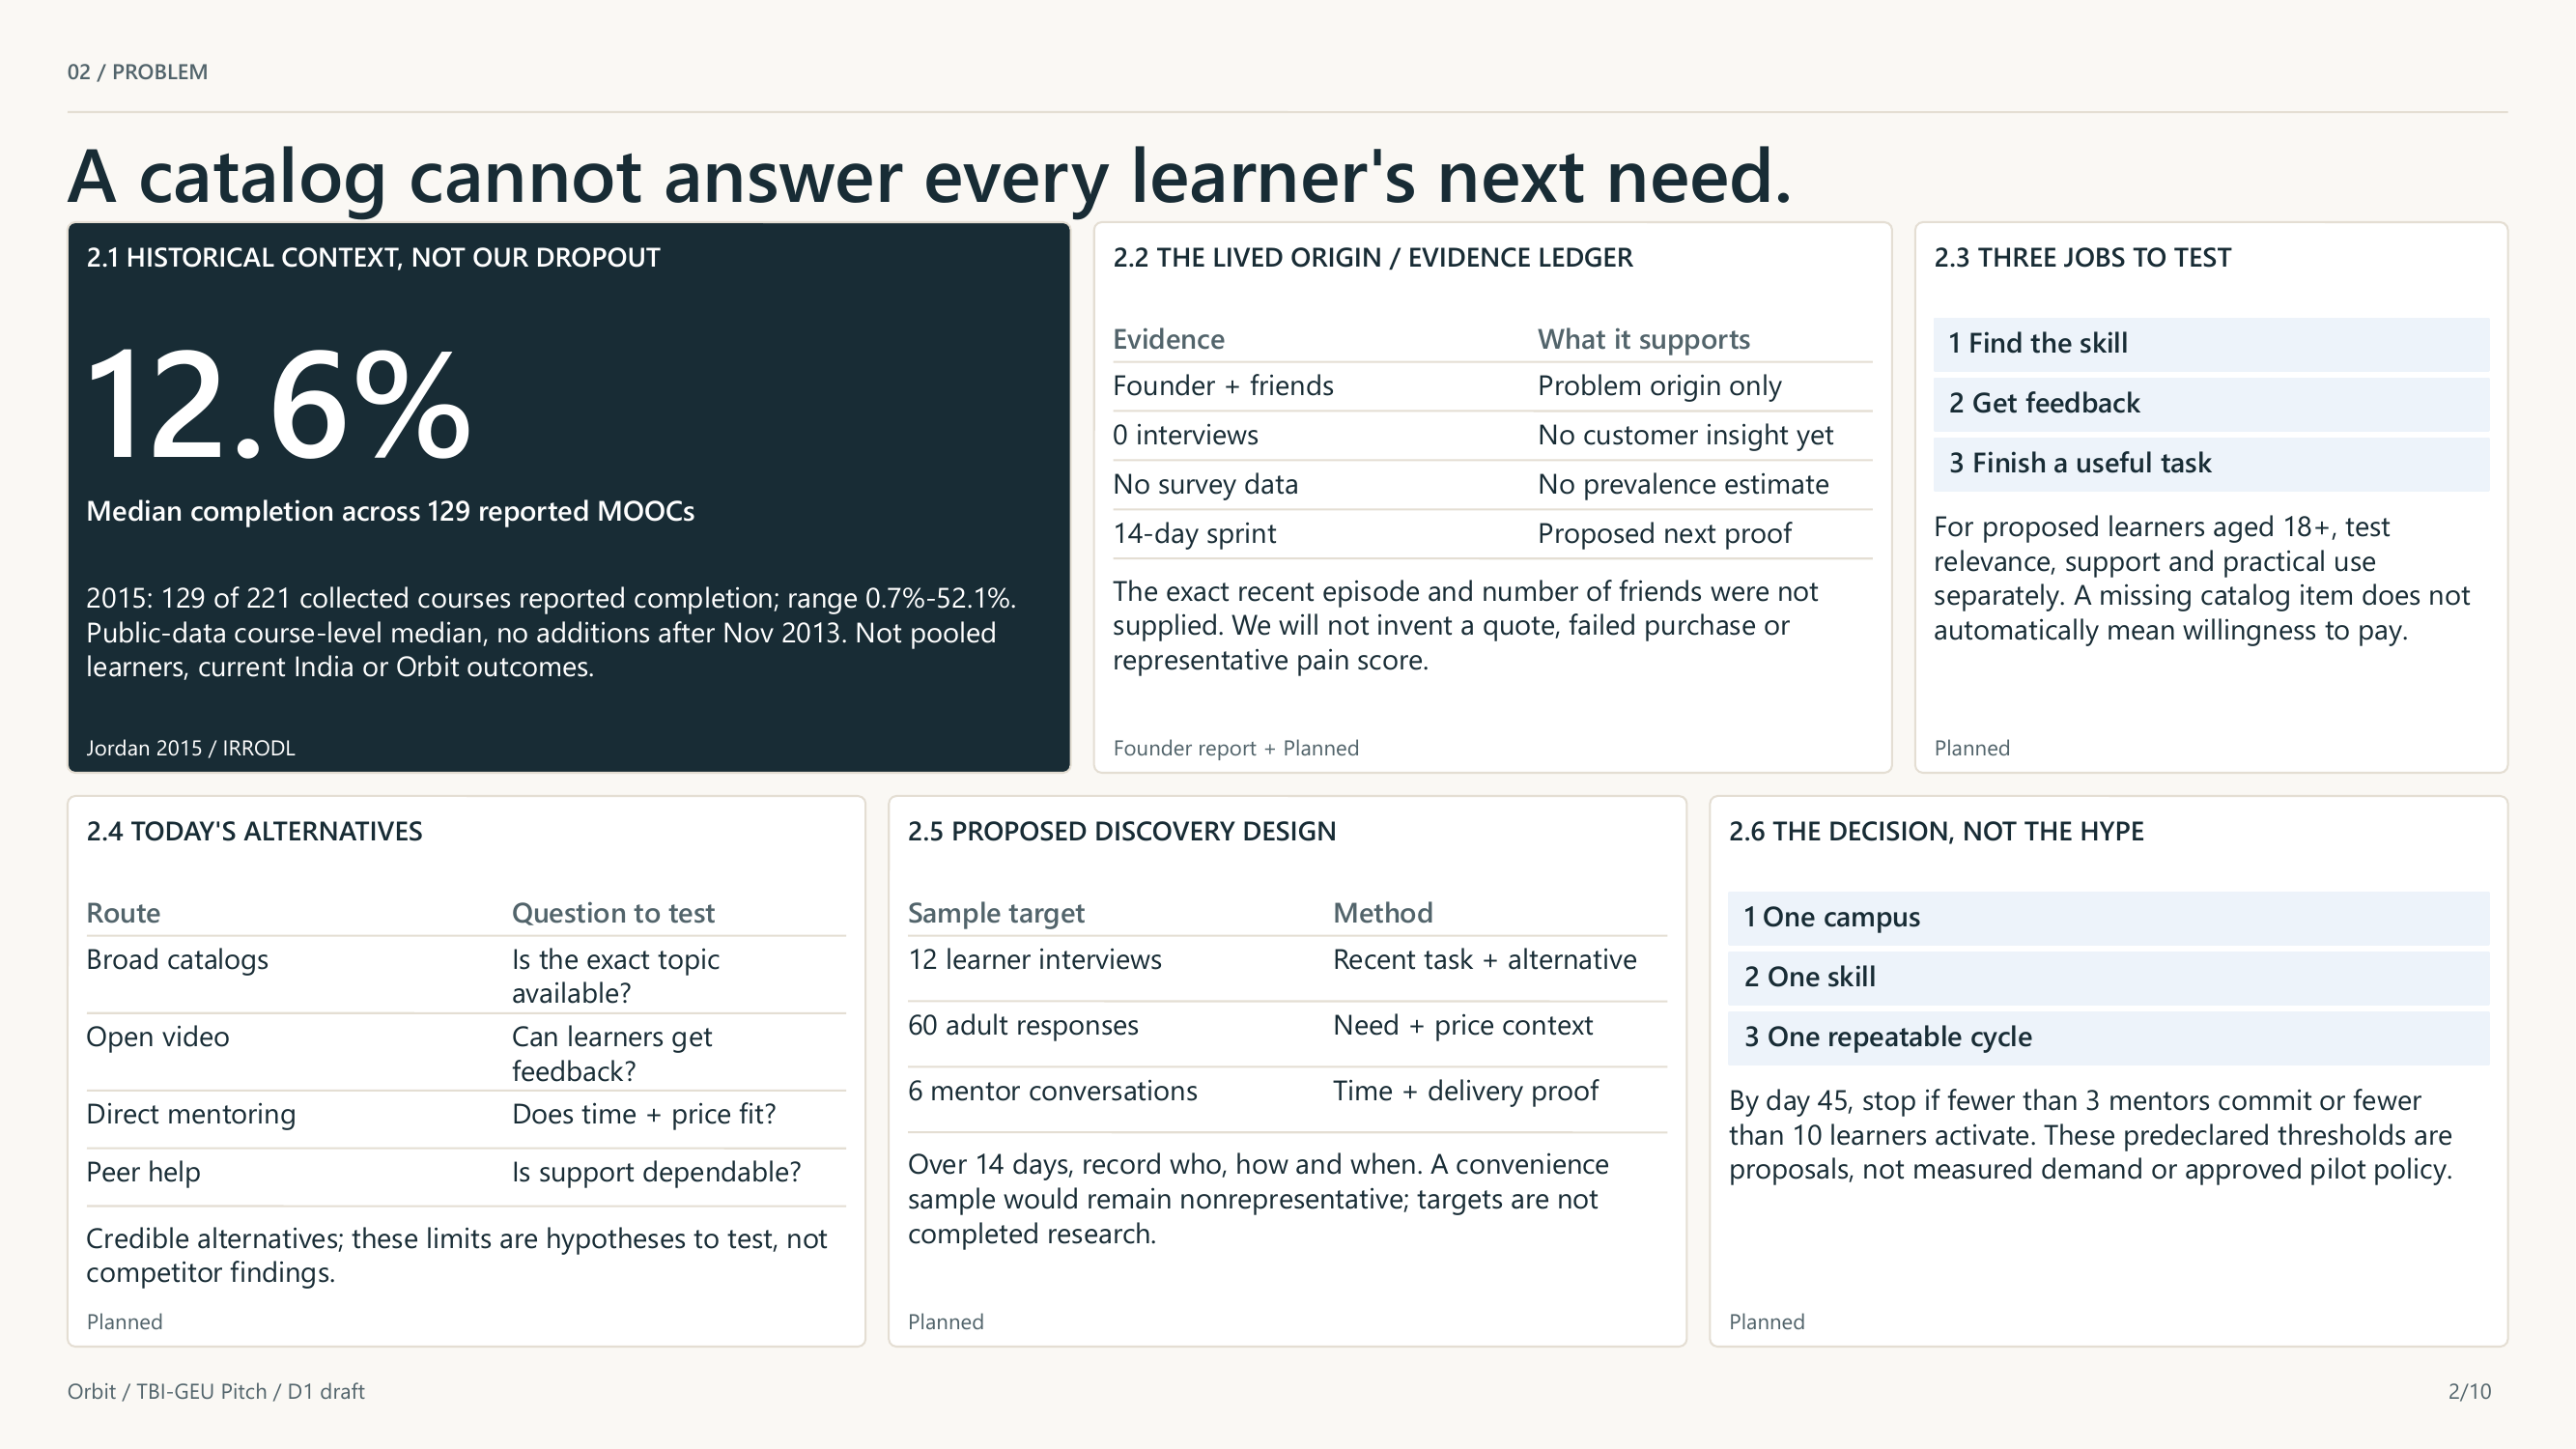 02 / PROBLEM
A catalog cannot answer every learner's next need.
2.1 HISTORICAL CONTEXT, NOT OUR DROPOUT
12.6%
Median completion across 129 reported MOOCs
2015: 129 of 221 collected courses reported completion; range 0.7%-52.1%.
Public-data course-level median, no additions after Nov 2013. Not pooled
learners, current India or Orbit outcomes.
Jordan 2015 / IRRODL
2.2 THE LIVED ORIGIN / EVIDENCE LEDGER
Evidence What it supports
Founder + friends Problem origin only
0 interviews No customer insight yet
No survey data No prevalence estimate
14-day sprint Proposed next proof
The exact recent episode and number of friends were not
supplied. We will not invent a quote, failed purchase or
representative pain score.
Founder report + Planned
2.3 THREE JOBS TO TEST
1 Find the skill
2 Get feedback
3 Finish a useful task
For proposed learners aged 18+, test
relevance, support and practical use
separately. A missing catalog item does not
automatically mean willingness to pay.
Planned
2.4 TODAY'S ALTERNATIVES
Route Question to test
Broad catalogs Is the exact topic
available?
Open video Can learners get
feedback?
Direct mentoring Does time + price fit?
Peer help Is support dependable?
Credible alternatives; these limits are hypotheses to test, not
competitor findings.
Planned
2.5 PROPOSED DISCOVERY DESIGN
Sample target Method
12 learner interviews Recent task + alternative
60 adult responses Need + price context
6 mentor conversations Time + delivery proof
Over 14 days, record who, how and when. A convenience
sample would remain nonrepresentative; targets are not
completed research.
Planned
2.6 THE DECISION, NOT THE HYPE
1 One campus
2 One skill
3 One repeatable cycle
By day 45, stop if fewer than 3 mentors commit or fewer
than 10 learners activate. These predeclared thresholds are
proposals, not measured demand or approved pilot policy.
Planned
Orbit / TBI-GEU Pitch / D1 draft
2/10